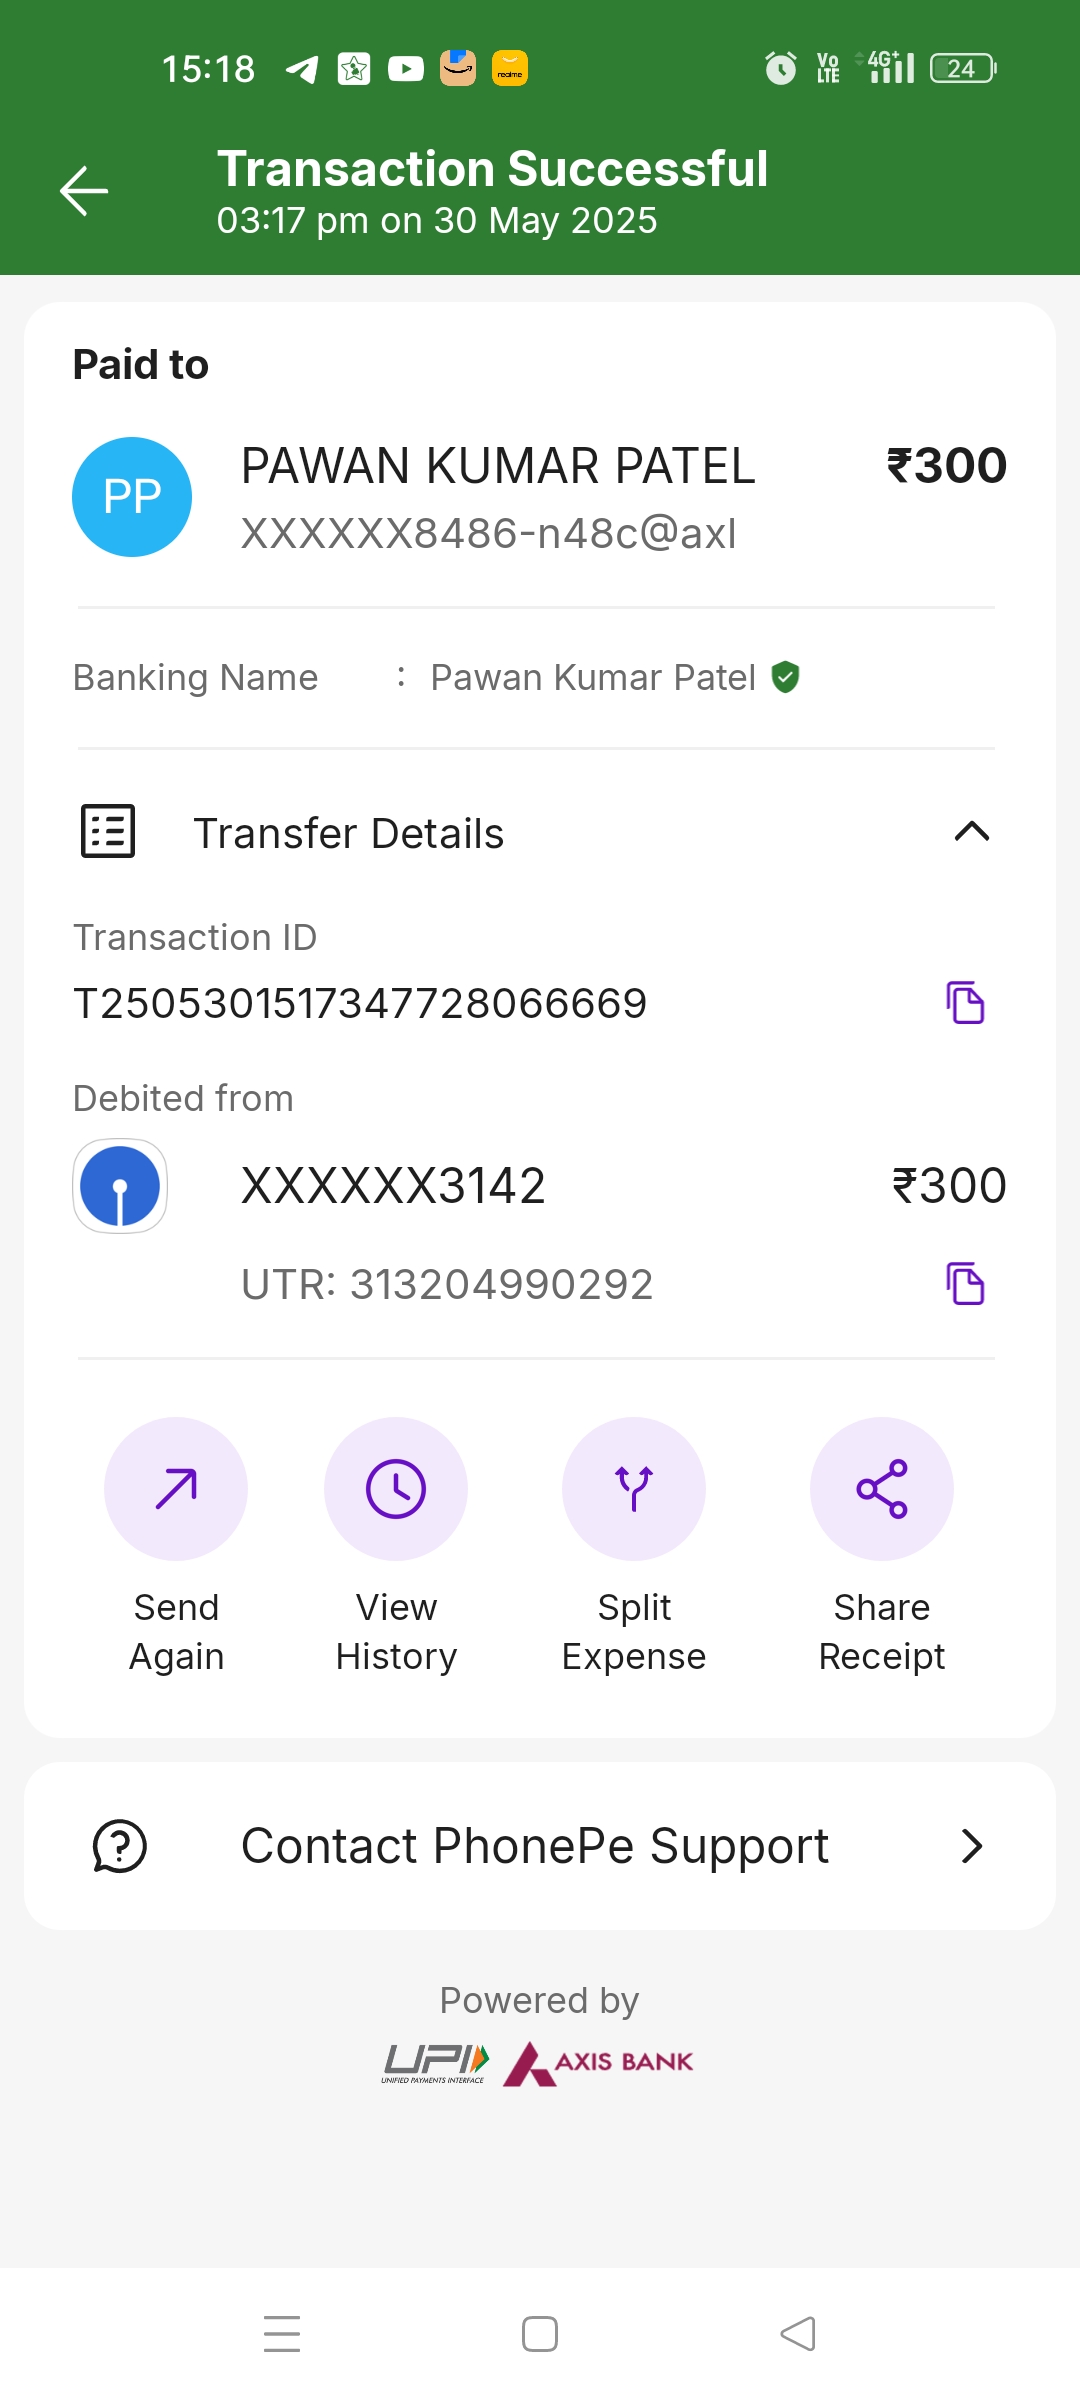 15:18
realme
Vo
LTE
4G+
24
Transaction Successful
03:17 pm on 30 May 2025
Paid to
PP
PAWAN KUMAR PATEL
₹300
XXXXXX8486-n48c@axl
Banking Name : Pawan Kumar Patel
Transfer Details
Transaction ID
T2505301517347728066669
Debited from
XXXXXX3142
₹300
UTR: 313204990292
Send Again
View History
Split Expense
Share Receipt
Contact PhonePe Support
Powered by
UPI
UNIFIED PAYMENTS INTERFACE
AXIS BANK